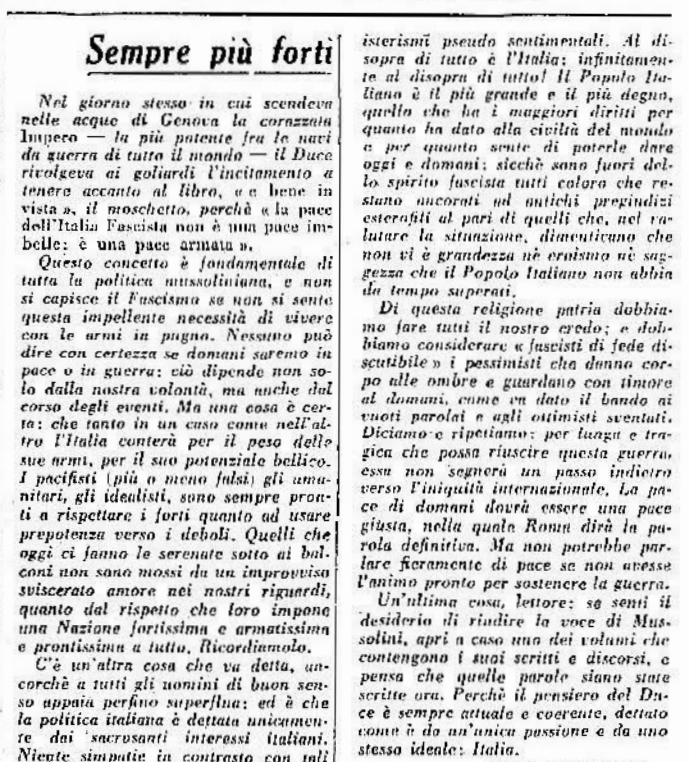 Sempre più forti
Nel giorno stesso in cui scendeva
nelle acque di Genova la corazzata
Impero — la più potente fra le navi
da guerra di tutto il mondo — il Duce
rivolgeva ai goliardi l'incitamento a
tenere accanto al libro, « e bene in
vista », il moschetto, perchè « la pace
dell'Italia Fascista non è una pace im-
belle: è una pace armata ».
Questo concetto è fondamentale di
tutta la politica mussoliniana, e non
si capisce il Fascismo se non si sente
questa impellente necessità di vivere
con le armi in pugno. Nessuno può
dire con certezza se domani saremo in
pace o in guerra: ciò dipende non so-
lo dalla nostra volontà, ma anche dal
corso degli eventi. Ma una cosa è cer-
ta: che tanto in un caso come nell'al-
tro l'Italia conterà per il peso delle
sue armi, per il suo potenziale bellico.
I pacifisti (più o meno falsi) gli uma-
nitari, gli idealisti, sono sempre pron-
ti a rispettare i forti quanto ad usare
prepotenza verso i deboli. Quelli che
oggi ci fanno le serenate sotto ai bal-
coni non sono mossi da un improvviso
sviscerato amore nei nostri riguardi,
quanto dal rispetto che loro impone
una Nazione fortissima e armatissima
e prontissima a tutto. Ricordiamolo.
C'è un'altra cosa che va detta, an-
corchè a tutti gli uomini di buon sen-
so appaia perfino superflua: ed è che
la politica italiana è dettata unicamen-
te dai sacrosanti interessi italiani.
Niente simpatie in contrasto con tali
isterismi pseudo sentimentali. Al di-
sopra di tutto è l'Italia; infinitamen-
te al disopra di tutto! Il Popolo Ita-
liano è il più grande e il più degno,
quello che ha i maggiori diritti per
quanto ha dato alla civiltà del mondo
e per quanto sente di poterle dare
oggi e domani; sicchè sono fuori del-
lo spirito fascista tutti coloro che re-
stano ancorati ad antichi pregiudizi
esterofili al pari di quelli che, nel va-
lutare la situazione, dimenticano che
non vi è grandezza nè eroismo nè sag-
gezza che il Popolo Italiano non abbia
da tempo superati.
Di questa religione patria dobbia-
mo fare tutti il nostro credo; e dob-
biamo considerare « fascisti di fede di-
scutibile » i pessimisti che danno cor-
po alle ombre e guardano con timore
al domani, come va dato il bando ai
vuoti parolai e agli ottimisti sventati.
Diciamo e ripetiamo: per lunga e tra-
gica che possa riuscire questa guerra,
essa non segnerà un passo indietro
verso l'iniquità internazionale. La pa-
ce di domani dovrà essere una pace
giusta, nella quale Roma dirà la pa-
rola definitiva. Ma non potrebbe par-
lare fieramente di pace se non avesse
l'animo pronto per sostenere la guerra.
Un'ultima cosa, lettore: se senti il
desiderio di riudire la voce di Mus-
solini, apri a caso uno dei volumi che
contengono i suoi scritti e discorsi, e
pensa che quelle parole siano state
scritte ora. Perchè il pensiero del Du-
ce è sempre attuale e coerente, dettato
come è da un'unica passione e da uno
stesso ideale: Italia.